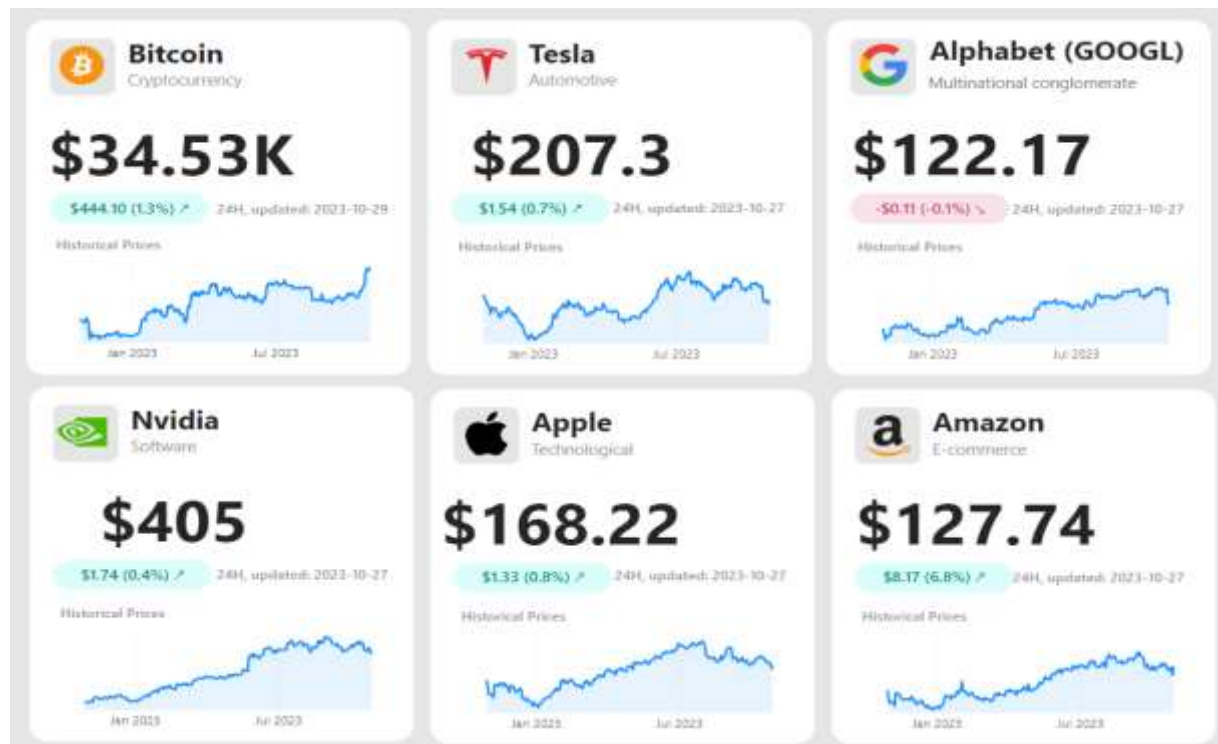 Bitcoin
Cryptocurrency
$34.53K
$444.10 (1.3%) ↗ 24H, updated: 2023-10-29
Historical Prices
Jan 2023 Jul 2023
Tesla
Automotive
$207.3
$1.54 (0.7%) ↗ 24H, updated: 2023-10-27
Historical Prices
Jan 2023 Jul 2023
Alphabet (GOOGL)
Multinational conglomerate
$122.17
-$0.11 (-0.1%) ↘ 24H, updated: 2023-10-27
Historical Prices
Jan 2023 Jul 2023
Nvidia
Software
$405
$1.74 (0.4%) ↗ 24H, updated: 2023-10-27
Historical Prices
Jan 2023 Jul 2023
Apple
Technological
$168.22
$1.33 (0.8%) ↗ 24H, updated: 2023-10-27
Historical Prices
Jan 2023 Jul 2023
Amazon
E-commerce
$127.74
$8.17 (6.8%) ↗ 24H, updated: 2023-10-27
Historical Prices
Jan 2023 Jul 2023